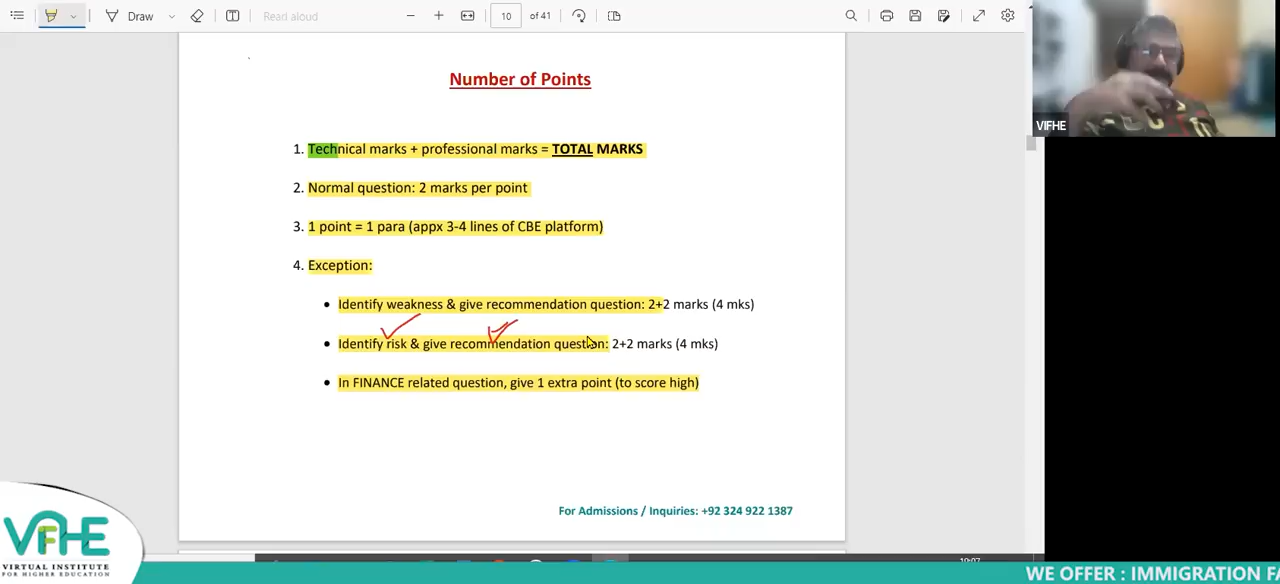 Draw
Read aloud
10 of 41
Number of Points
1. Technical marks + professional marks = TOTAL MARKS
2. Normal question: 2 marks per point
3. 1 point = 1 para (appx 3-4 lines of CBE platform)
4. Exception:
• Identify weakness & give recommendation question: 2+2 marks (4 mks)
• Identify risk & give recommendation question: 2+2 marks (4 mks)
• In FINANCE related question, give 1 extra point (to score high)
For Admissions / Inquiries: +92 324 922 1387
VIFHE
VIFHE
VIRTUAL INSTITUTE
FOR HIGHER EDUCATION
WE OFFER : IMMIGRATION FA